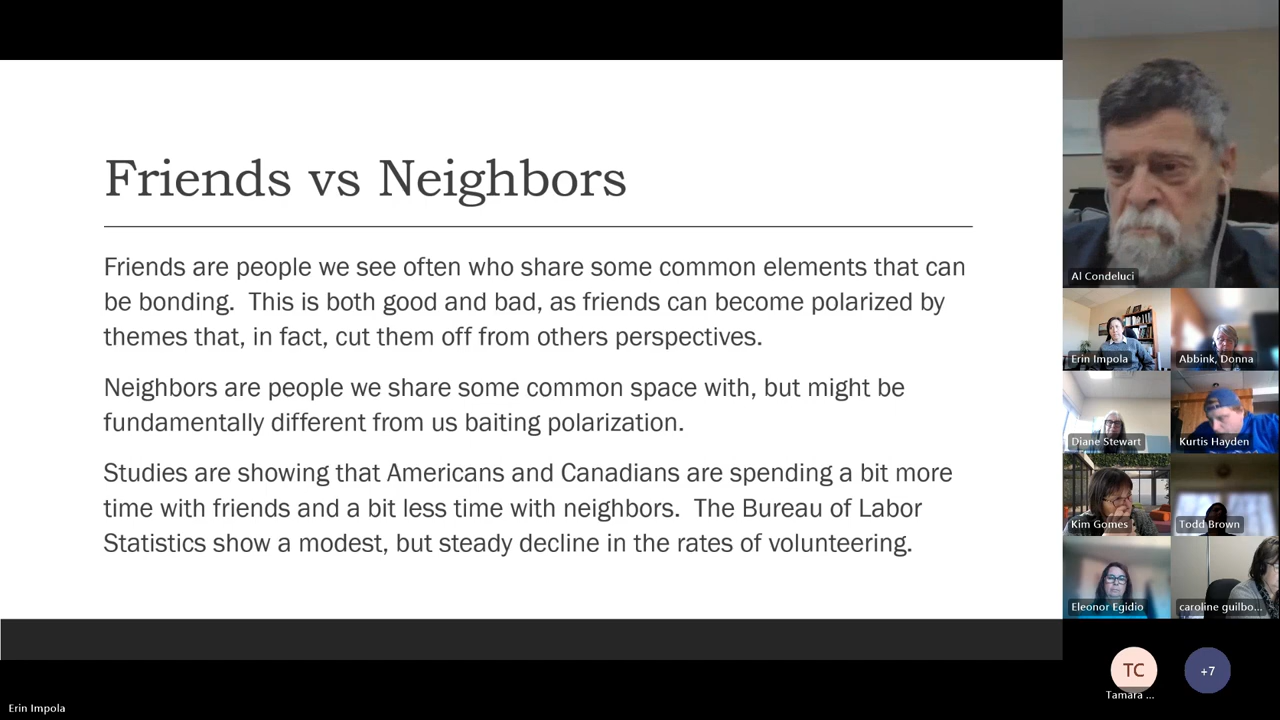 Friends vs Neighbors
Friends are people we see often who share some common elements that can
be bonding.  This is both good and bad, as friends can become polarized by
themes that, in fact, cut them off from others perspectives.
Neighbors are people we share some common space with, but might be
fundamentally different from us baiting polarization.
Studies are showing that Americans and Canadians are spending a bit more
time with friends and a bit less time with neighbors.  The Bureau of Labor
Statistics show a modest, but steady decline in the rates of volunteering.
Al Condeluci
Erin Impola
Abbink, Donna
Diane Stewart
Kurtis Hayden
Kim Gomes
Todd Brown
Eleonor Egidio
caroline guilbo...
TC
+7
Tamara ...
Erin Impola